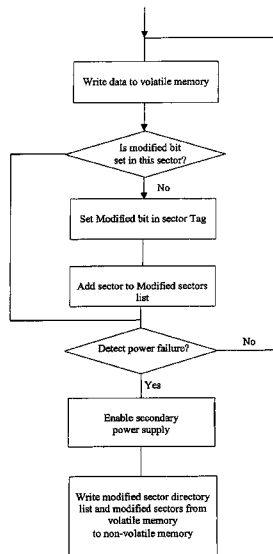 Write data to volatile memory
Is modified bit
set in this sector?
No
Set Modified bit in sector Tag
Add sector to Modified sectors
list
Detect power failure?
No
Yes
Enable secondary
power supply
Write modified sector directory
list and modified sectors from
volatile memory
to non-volatile memory